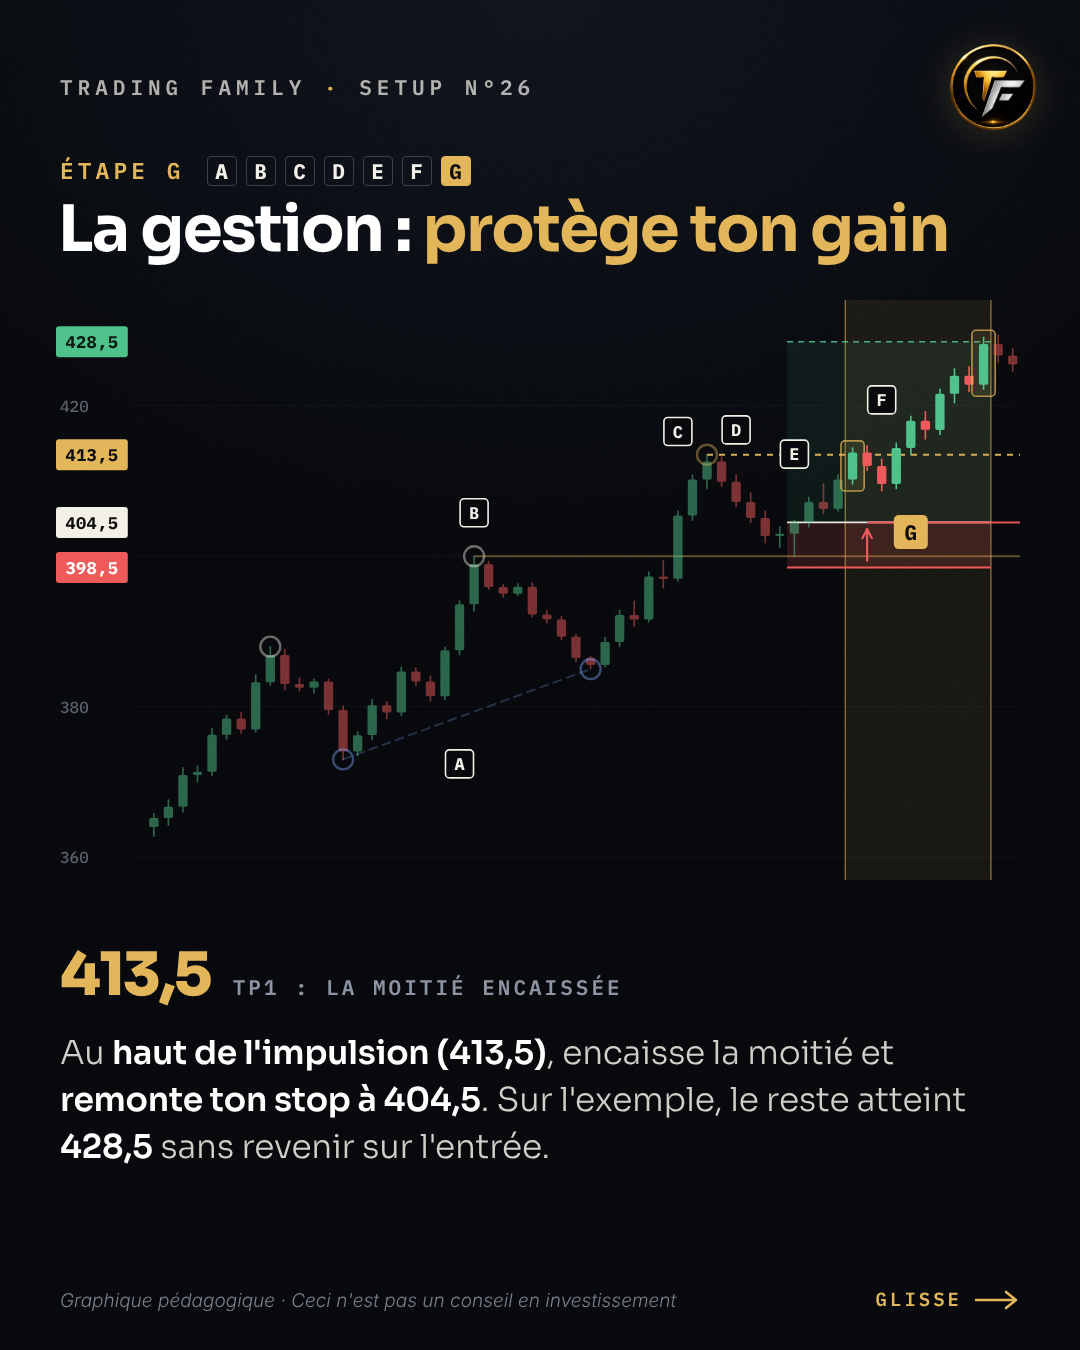 TRADING FAMILY · SETUP N°26
TF
ÉTAPE G A B C D E F G
La gestion : protège ton gain
428,5
420
413,5
404,5
398,5
380
360
F
C
D
E
B
G
A
413,5 TP1 : LA MOITIÉ ENCAISSÉE
Au haut de l'impulsion (413,5), encaisse la moitié et
remonte ton stop à 404,5. Sur l'exemple, le reste atteint
428,5 sans revenir sur l'entrée.
Graphique pédagogique · Ceci n'est pas un conseil en investissement
GLISSE →